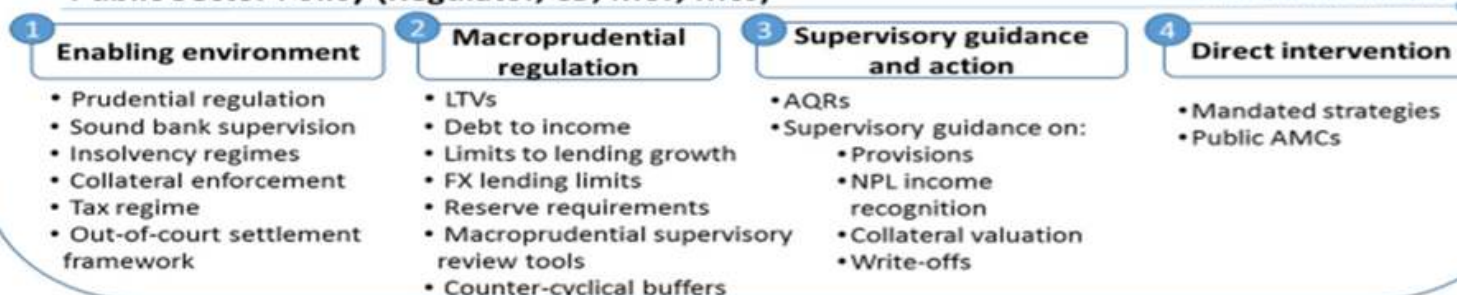 1
Enabling environment
• Prudential regulation
• Sound bank supervision
• Insolvency regimes
• Collateral enforcement
• Tax regime
• Out-of-court settlement
framework
2
Macroprudential
regulation
• LTVs
• Debt to income
• Limits to lending growth
• FX lending limits
• Reserve requirements
• Macroprudential supervisory
review tools
• Counter-cyclical buffers
3
Supervisory guidance
and action
•AQRs
•Supervisory guidance on:
•Provisions
•NPL income
recognition
•Collateral valuation
•Write-offs
4
Direct intervention
•Mandated strategies
•Public AMCs